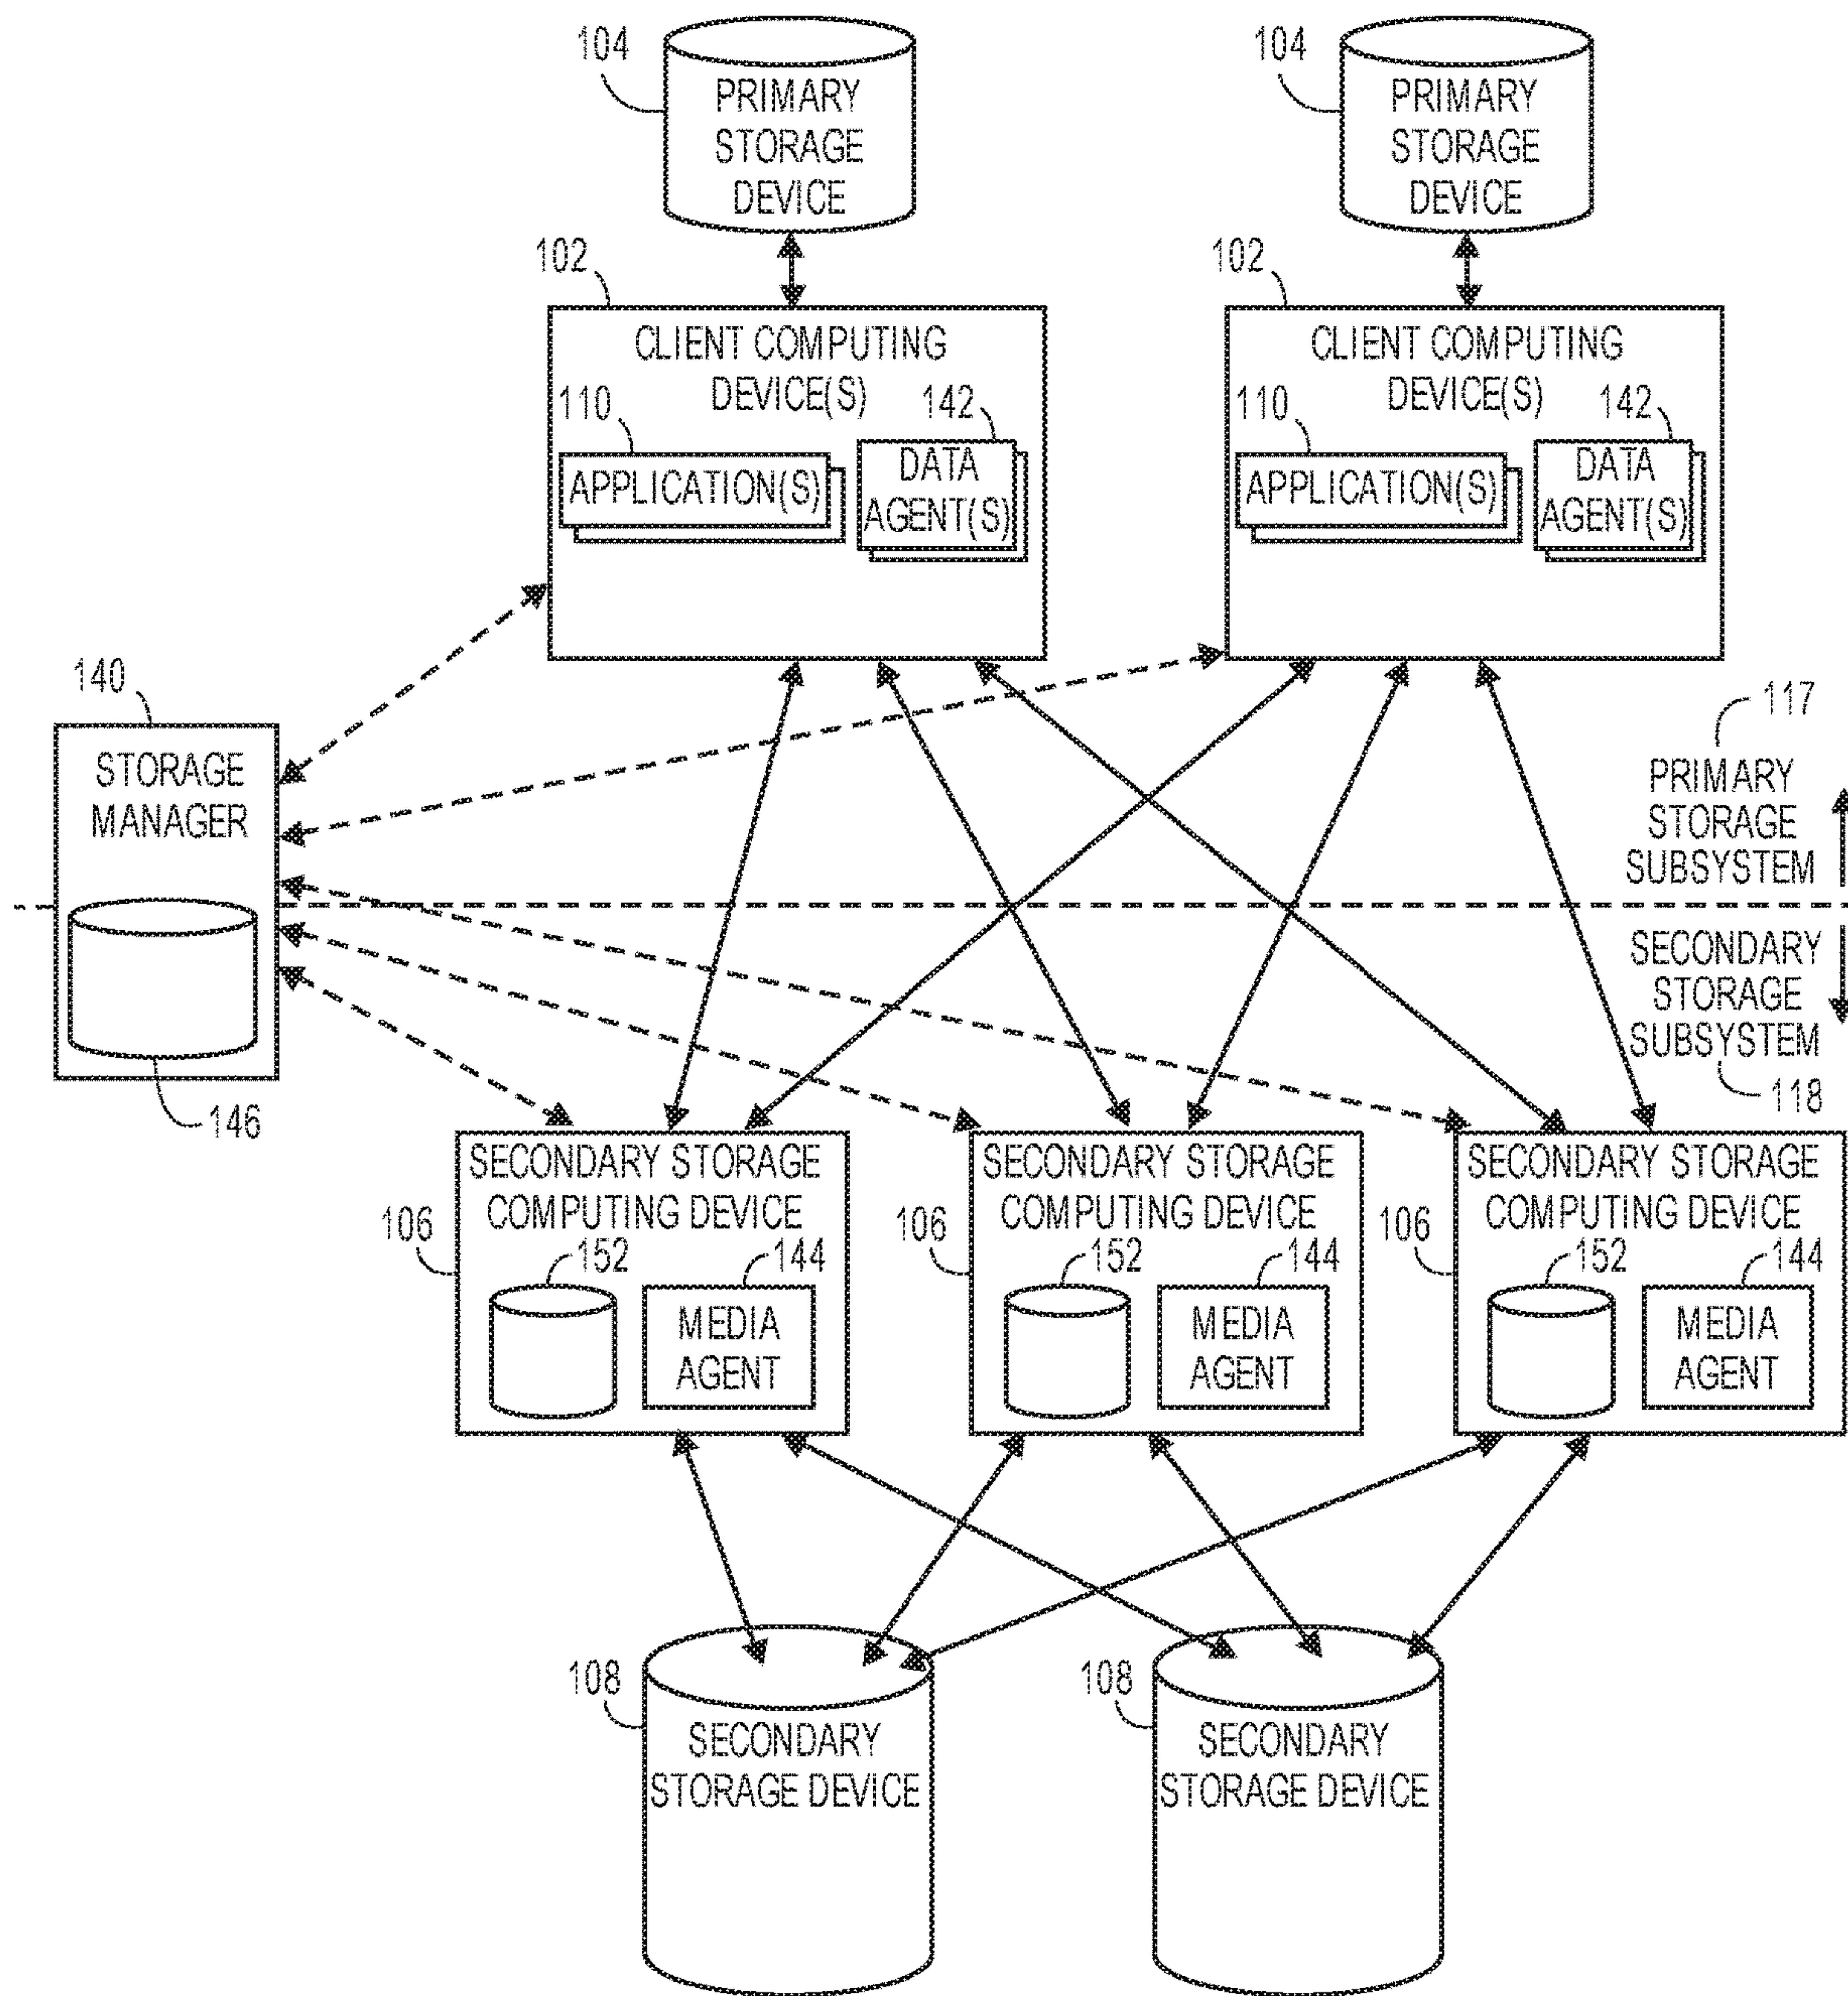 104
PRIMARY
STORAGE
DEVICE
104
PRIMARY
STORAGE
DEVICE
102
CLIENT COMPUTING
DEVICE(S)
110
APPLICATION(S)
142
DATA
AGENT(S)
102
CLIENT COMPUTING
DEVICE(S)
110
APPLICATION(S)
142
DATA
AGENT(S)
140
STORAGE
MANAGER
146
117
PRIMARY
STORAGE
SUBSYSTEM
SECONDARY
STORAGE
SUBSYSTEM
118
106
SECONDARY STORAGE
COMPUTING DEVICE
152
144
MEDIA
AGENT
106
SECONDARY STORAGE
COMPUTING DEVICE
152
144
MEDIA
AGENT
106
SECONDARY STORAGE
COMPUTING DEVICE
152
144
MEDIA
AGENT
108
SECONDARY
STORAGE DEVICE
108
SECONDARY
STORAGE DEVICE